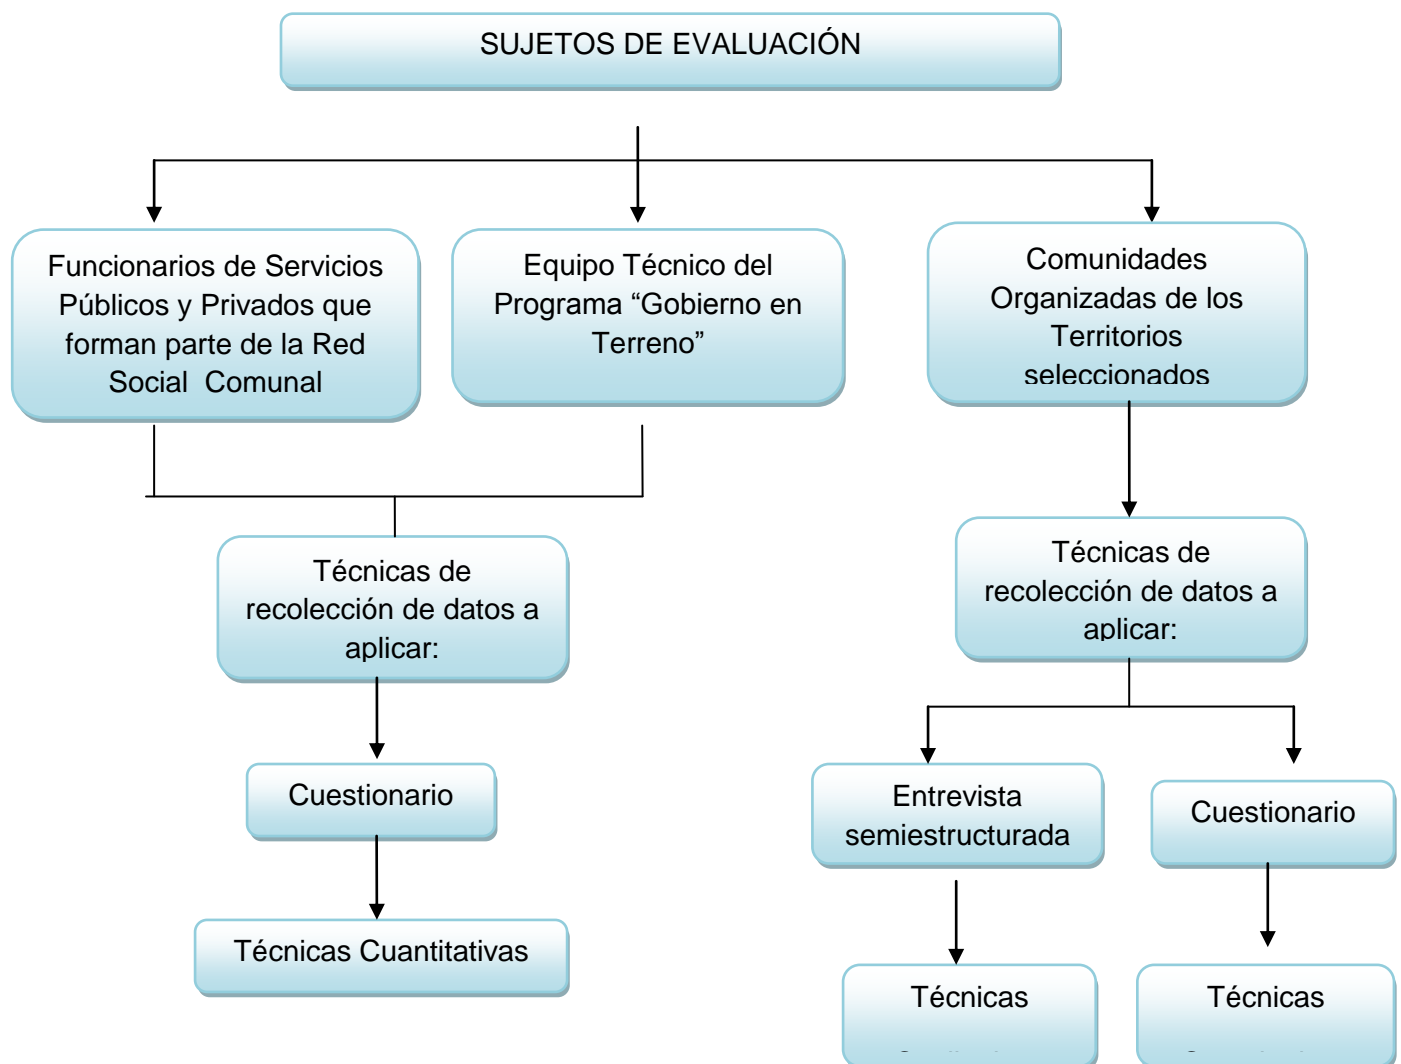 SUJETOS DE EVALUACIÓN
Funcionarios de Servicios
Públicos y Privados que
forman parte de la Red
Social Comunal
Equipo Técnico del
Programa “Gobierno en
Terreno”
Comunidades
Organizadas de los
Territorios
seleccionados
Técnicas de
recolección de datos a
aplicar:
Técnicas de
recolección de datos a
aplicar:
Cuestionario
Entrevista
semiestructurada
Cuestionario
Técnicas Cuantitativas
Técnicas
Técnicas